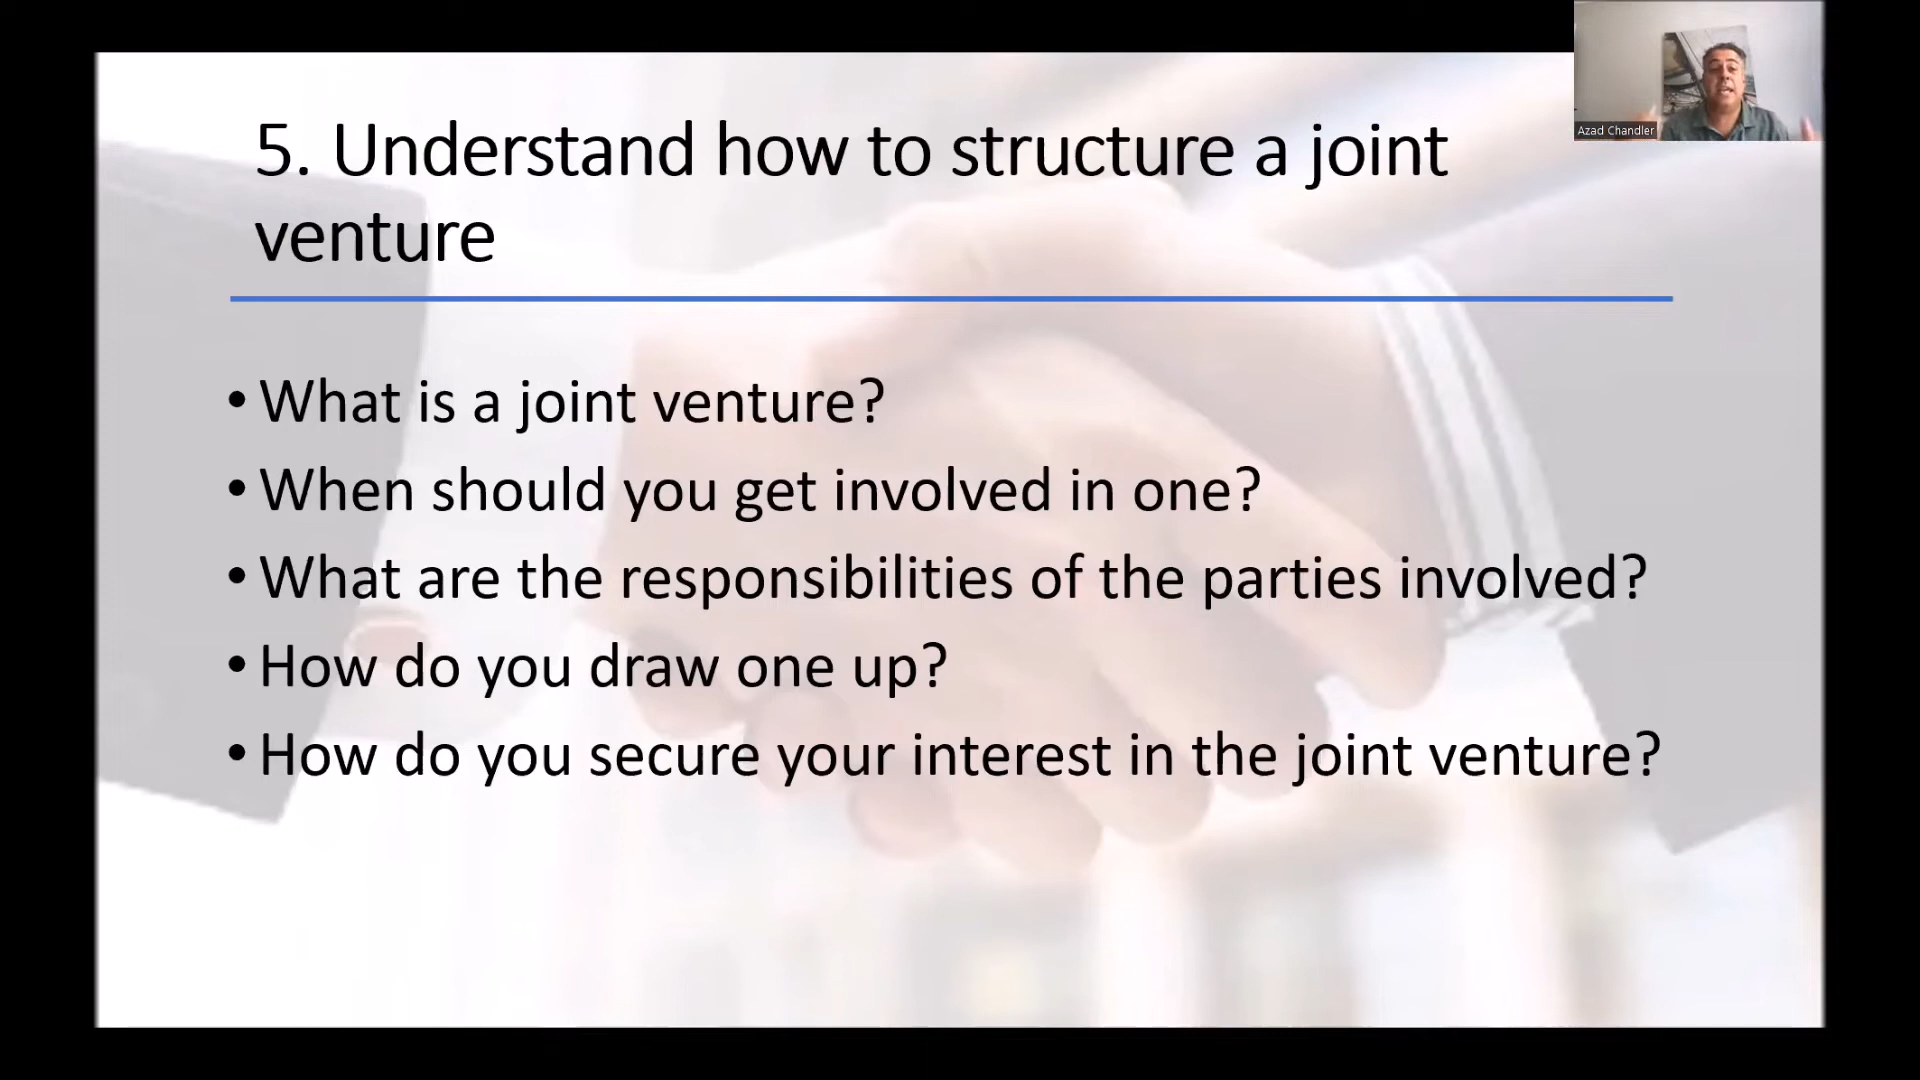 5. Understand how to structure a joint
venture
• What is a joint venture?
• When should you get involved in one?
• What are the responsibilities of the parties involved?
• How do you draw one up?
• How do you secure your interest in the joint venture?
Azad Chandler